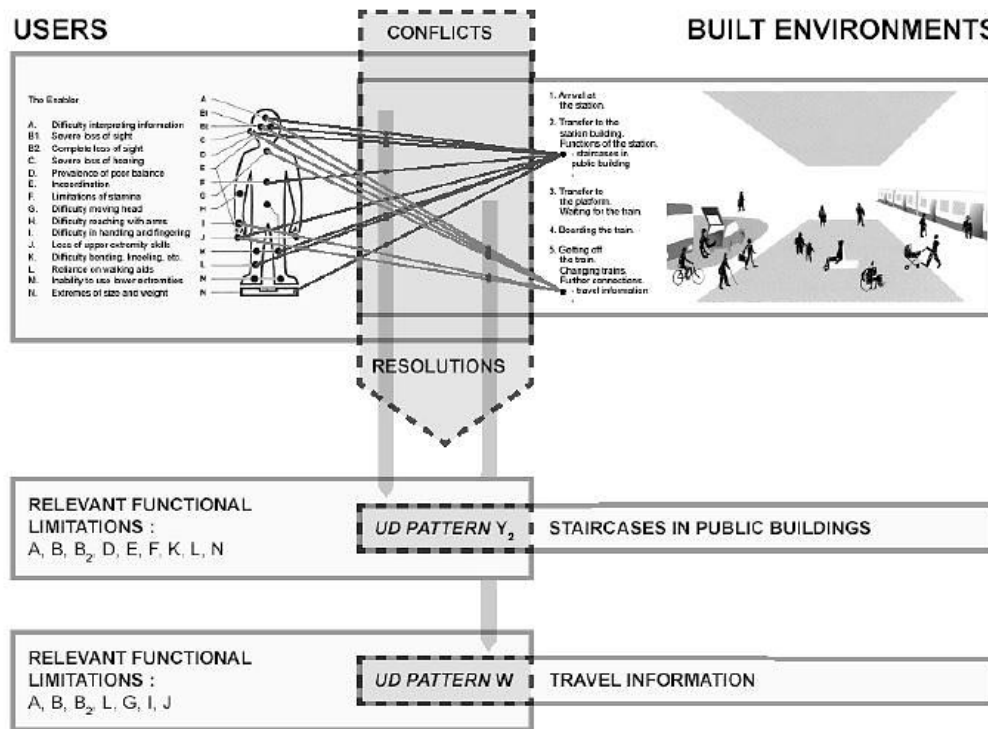 USERS
CONFLICTS
BUILT ENVIRONMENTS
The Enabler
A. Difficulty interpreting information
B1. Severe loss of sight
B2. Complete loss of sight
C. Severe loss of hearing
D. Prevalence of poor balance
E. Incoordination
F. Limitations of stamina
G. Difficulty moving head
H. Difficulty reaching with arms
I. Difficulty in handling and fingering
J. Loss of upper extremity skills
K. Difficulty bending, kneeling, etc.
L. Reliance on walking aids
M. Inability to use lower extremities
N. Extremes of size and weight
A
B1
B2
C
D
E
F
G
H
I
J
K
L
M
N
1. Arrival at
the station.
2. Transfer to the
station building.
Functions of the station.
- staircases in
public building
3. Transfer to
the platform.
Waiting for the train.
4. Boarding the train.
5. Getting off
the train.
Changing trains.
Further connections.
- travel information
RESOLUTIONS
RELEVANT FUNCTIONAL
LIMITATIONS :
A, B, B₂, D, E, F, K, L, N
UD PATTERN Y₂
STAIRCASES IN PUBLIC BUILDINGS
RELEVANT FUNCTIONAL
LIMITATIONS :
A, B, B₂, L, G, I, J
UD PATTERN W
TRAVEL INFORMATION